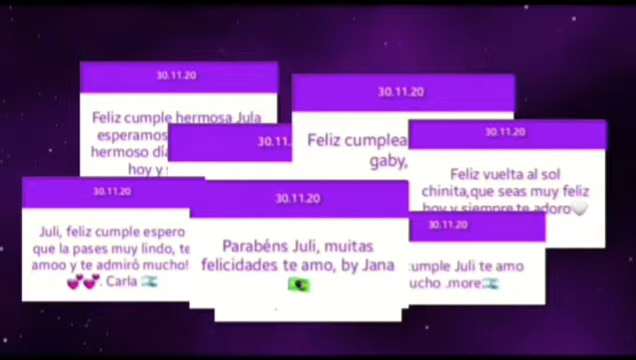 30.11.20
Feliz cumple hermosa Jula
esperamos
hermoso día
hoy y
30.11.20
Feliz cumplea
gaby,
30.11.
30.11.20
Feliz vuelta al sol
chinita,que seas muy feliz
hoy y siempre te adoro🤍
30.11.20
Juli, feliz cumple espero
que la pases muy lindo, te
amoo y te admiró mucho!
💕💕. Carla 🇦🇷
30.11.20
Parabéns Juli, muitas
felicidades te amo, by Jana
🇧🇷
30.11.20
cumple Juli te amo
ucho .more🇦🇷